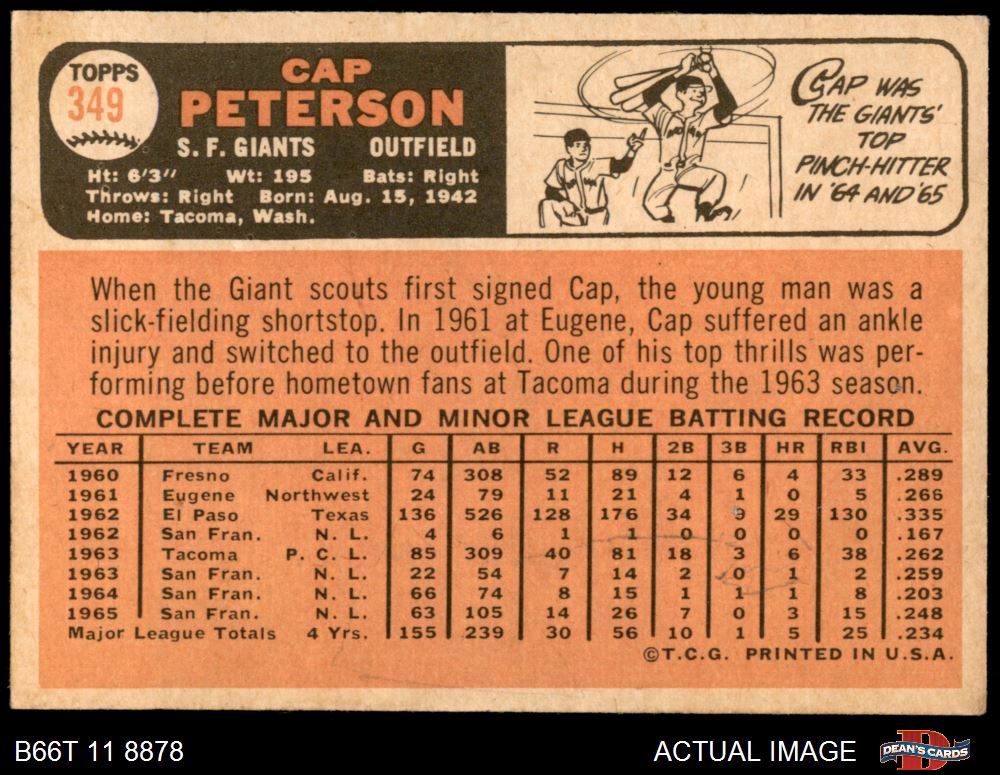 TOPPS
349
CAP
PETERSON
S. F. GIANTS OUTFIELD
Ht: 6'3" Wt: 195 Bats: Right
Throws: Right Born: Aug. 15, 1942
Home: Tacoma, Wash.
CAP WAS
THE GIANTS'
TOP
PINCH-HITTER
IN '64 AND '65
When the Giant scouts first signed Cap, the young man was a
slick-fielding shortstop. In 1961 at Eugene, Cap suffered an ankle
injury and switched to the outfield. One of his top thrills was per-
forming before hometown fans at Tacoma during the 1963 season.
COMPLETE MAJOR AND MINOR LEAGUE BATTING RECORD
YEAR TEAM LEA. G AB R H 2B 3B HR RBI AVG.
1960 Fresno Calif. 74 308 52 89 12 6 4 33 .289
1961 Eugene Northwest 24 79 11 21 4 1 0 5 .266
1962 El Paso Texas 136 526 128 176 34 9 29 130 .335
1962 San Fran. N. L. 4 6 1 1 0 0 0 0 .167
1963 Tacoma P. C. L. 85 309 40 81 18 3 6 38 .262
1963 San Fran. N. L. 22 54 7 14 2 0 1 2 .259
1964 San Fran. N. L. 66 74 8 15 1 1 1 8 .203
1965 San Fran. N. L. 63 105 14 26 7 0 3 15 .248
Major League Totals 4 Yrs. 155 239 30 56 10 1 5 25 .234
©T.C.G. PRINTED IN U.S.A.
B66T 11 8878
ACTUAL IMAGE
D
DEAN'S CARDS